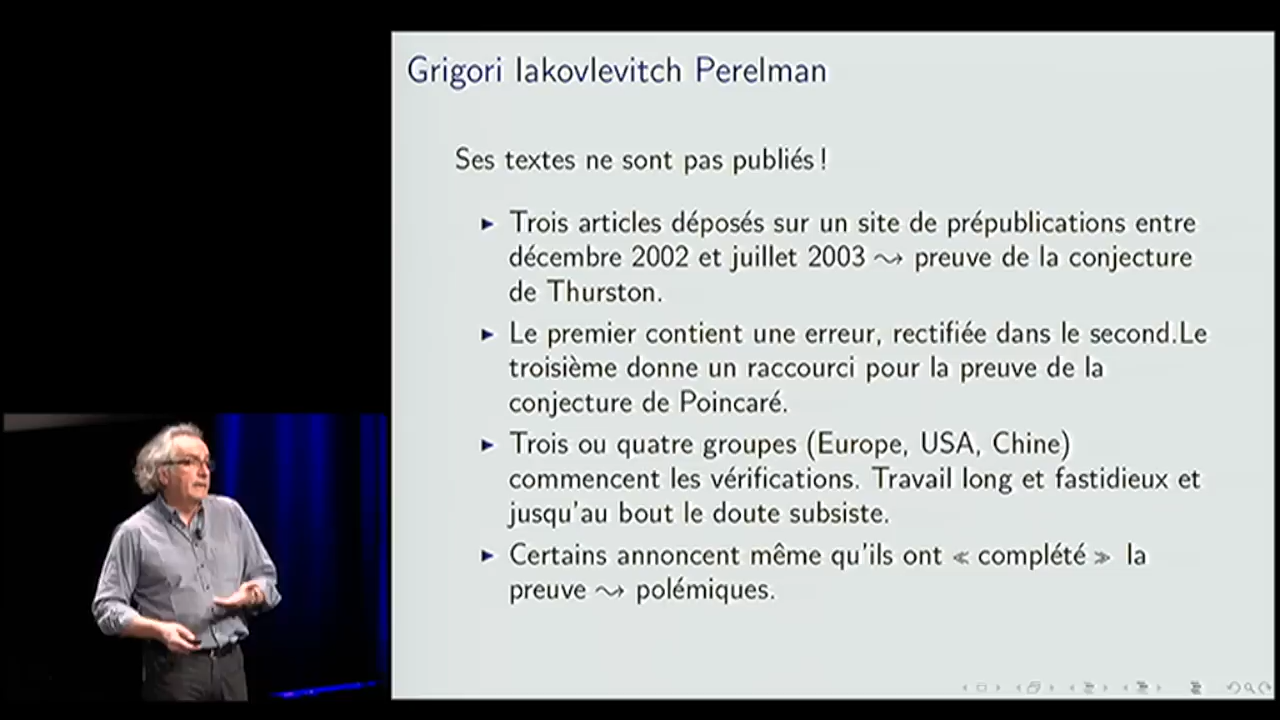 Grigori Iakovlevitch Perelman
Ses textes ne sont pas publiés !
▶ Trois articles déposés sur un site de prépublications entre
décembre 2002 et juillet 2003 ⇝ preuve de la conjecture
de Thurston.
▶ Le premier contient une erreur, rectifiée dans le second.Le
troisième donne un raccourci pour la preuve de la
conjecture de Poincaré.
▶ Trois ou quatre groupes (Europe, USA, Chine)
commencent les vérifications. Travail long et fastidieux et
jusqu'au bout le doute subsiste.
▶ Certains annoncent même qu'ils ont « complété » la
preuve ⇝ polémiques.